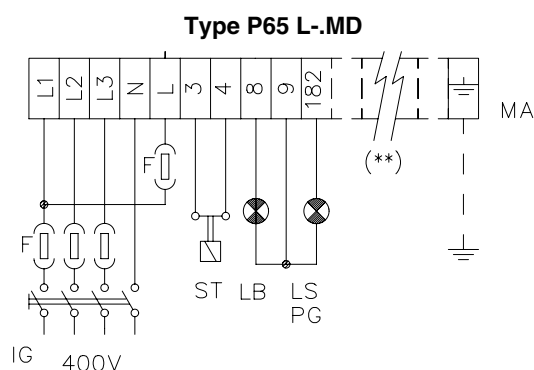 Type P65 L-.MD
L1 L2 L3 N L 3 4 8 9 182
MA
(**)
F
F
ST LB LS
PG
IG 400V